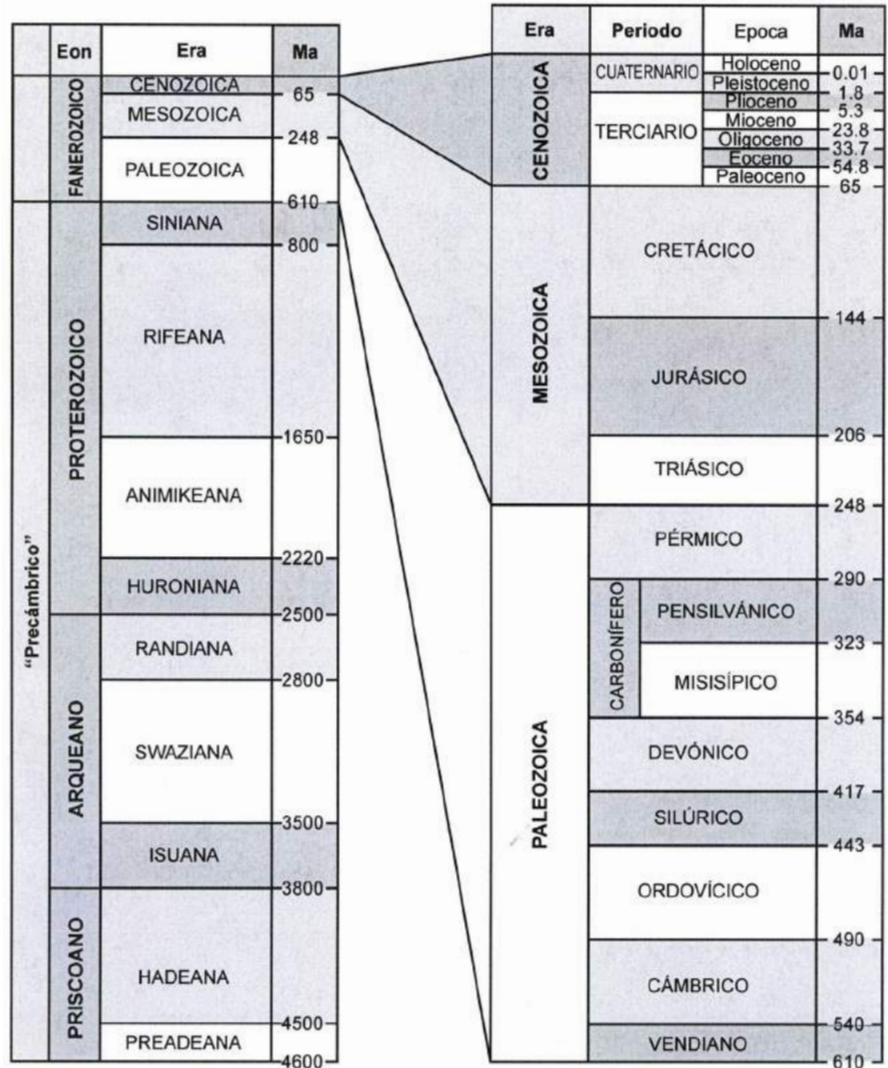 Eon Era Ma
"Precámbrico"
FANEROZOICO
CENOZOICA
65
MESOZOICA
248
PALEOZOICA
610
PROTEROZOICO
SINIANA
800
RIFEANA
1650
ANIMIKEANA
2220
HURONIANA
2500
ARQUEANO
RANDIANA
2800
SWAZIANA
3500
ISUANA
3800
PRISCOANO
HADEANA
4500
PREADEANA
4600
Era Periodo Epoca Ma
CENOZOICA
CUATERNARIO
Holoceno
0.01
Pleistoceno
1.8
TERCIARIO
Plioceno
5.3
Mioceno
23.8
Oligoceno
33.7
Eoceno
54.8
Paleoceno
65
MESOZOICA
CRETÁCICO
144
JURÁSICO
206
TRIÁSICO
248
PALEOZOICA
PÉRMICO
290
CARBONÍFERO
PENSILVÁNICO
323
MISISÍPICO
354
DEVÓNICO
417
SILÚRICO
443
ORDOVÍCICO
490
CÁMBRICO
540
VENDIANO
610